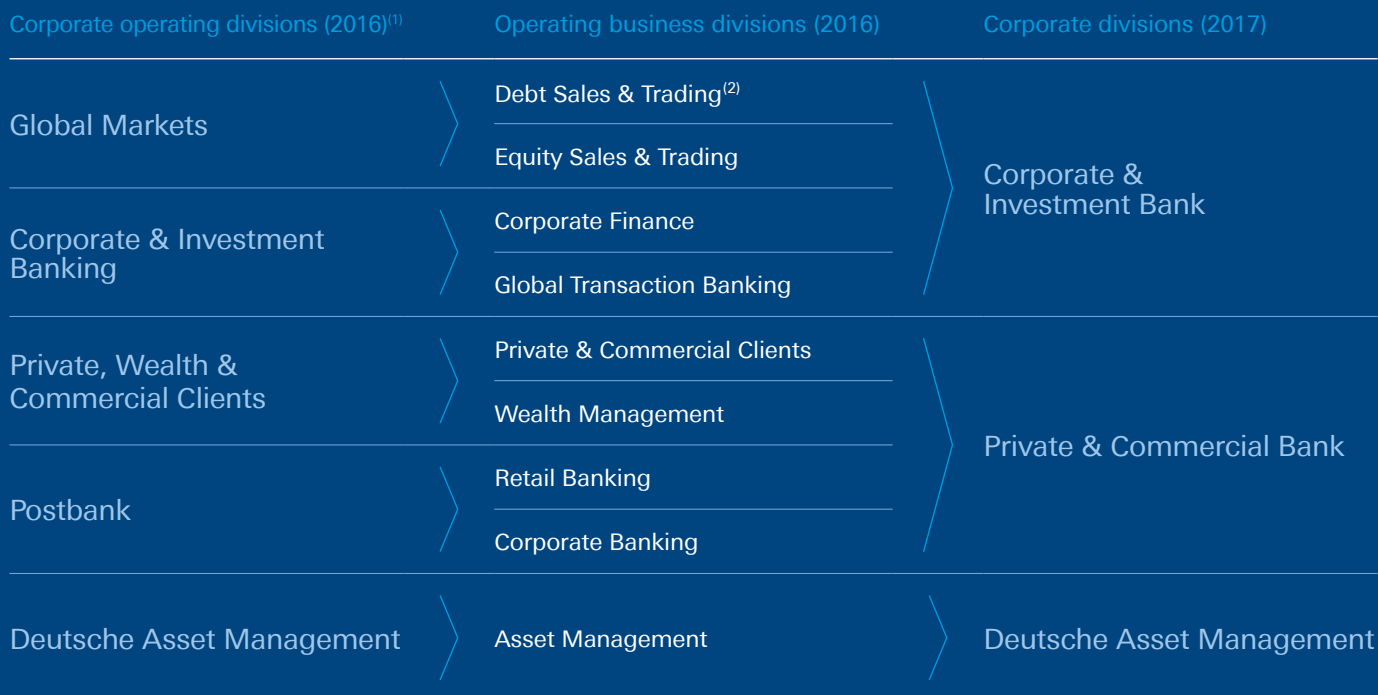 Corporate operating divisions (2016)(1)
Operating business divisions (2016)
Corporate divisions (2017)
Global Markets
Debt Sales & Trading(2)
Equity Sales & Trading
Corporate & Investment
Banking
Corporate Finance
Global Transaction Banking
Corporate &
Investment Bank
Private, Wealth &
Commercial Clients
Private & Commercial Clients
Wealth Management
Postbank
Retail Banking
Corporate Banking
Private & Commercial Bank
Deutsche Asset Management
Asset Management
Deutsche Asset Management